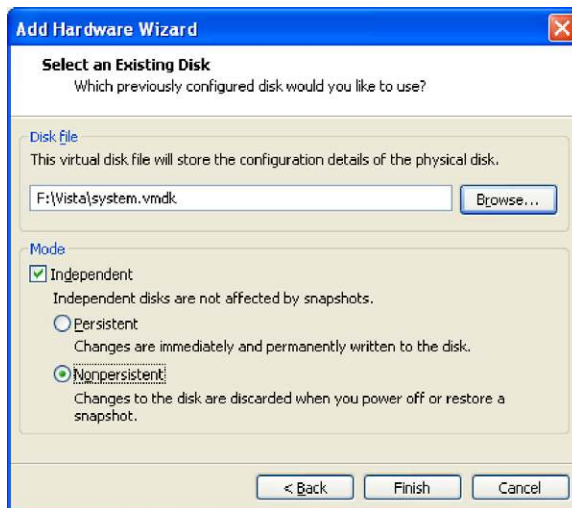 Add Hardware Wizard
Select an Existing Disk
Which previously configured disk would you like to use?
Disk file
This virtual disk file will store the configuration details of the physical disk.
F:\Vista\system.vmdk
Browse...
Mode
Independent
Independent disks are not affected by snapshots.
Persistent
Changes are immediately and permanently written to the disk.
Nonpersistent
Changes to the disk are discarded when you power off or restore a
snapshot.
< Back Finish Cancel